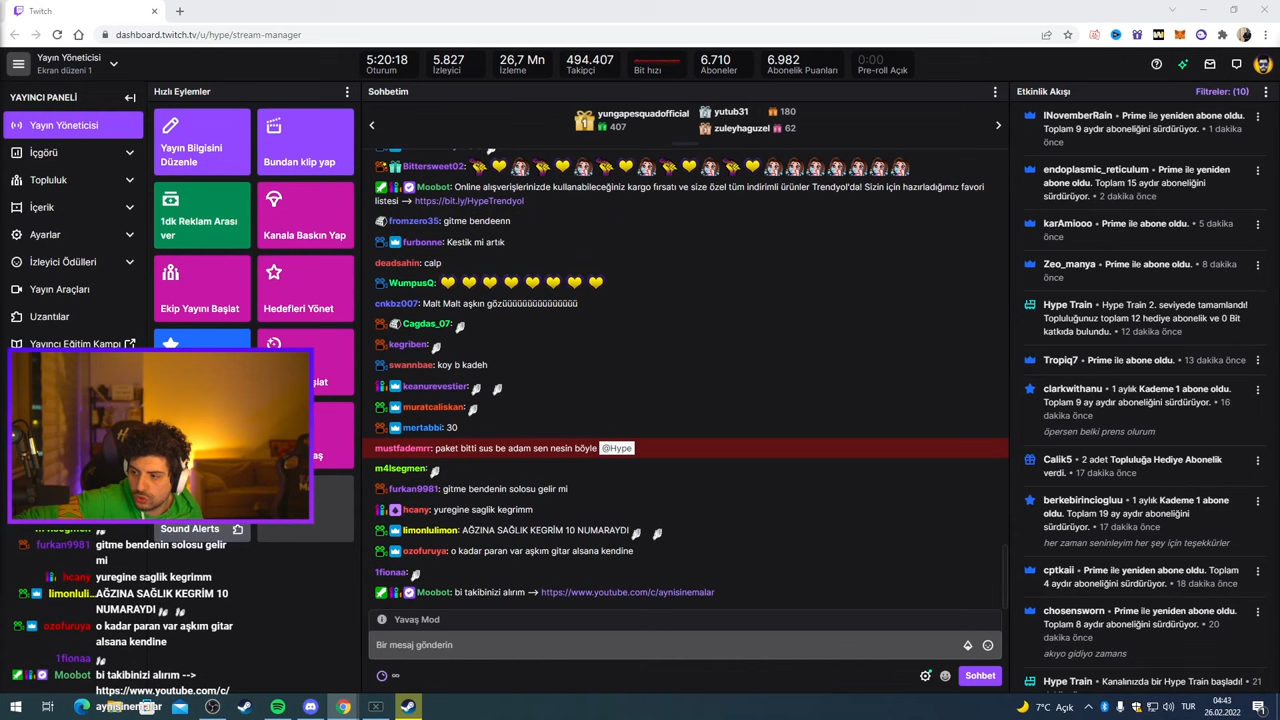 Twitch
dashboard.twitch.tv/u/hype/stream-manager
Yayın Yöneticisi
Ekran düzeni 1
5:20:18
Oturum
5.827
İzleyici
26,7 Mn
İzleme
494.407
Takipçi
Bit hızı
6.710
Aboneler
6.982
Abonelik Puanları
0:00
Pre-roll Açık
YAYINCI PANELİ
Yayın Yöneticisi
İçgörü
Topluluk
İçerik
Ayarlar
İzleyici Ödülleri
Yayın Araçları
Uzantılar
Yayıncı Eğitim Kampı
Hızlı Eylemler
Yayın Bilgisini
Düzenle
Bundan klip yap
1dk Reklam Arası
ver
Kanala Baskın Yap
Ekip Yayını Başlat
Hedefleri Yönet
Sound Alerts
m4lsegmen:
furkan9981 gitme bendenin solosu gelir
mi
hcany: yuregine saglik kegrimm
limonluli... AĞZINA SAĞLIK KEGRİM 10
NUMARAYDI
ozofuruya: o kadar paran var aşkım gitar
alsana kendine
1fionaa
Moobot: bi takibinizi alırım -->
https://www.youtube.com/c/
aynisinemalar
Sohbetim
yungapesquadofficial
407
yutub31 180
zuleyhaguzel 62
Bittersweet02:
Moobot: Online alışverişlerinizde kullanabileceğiniz kargo fırsatı ve size özel tüm indirimli ürünler Trendyol'da! Sizin için hazırladığımız favori
listesi --> https://bit.ly/HypeTrendyol
fromzero35: gitme bendeenn
furbonne: Kestik mi artık
deadsahin: calp
WumpusQ:
cnkbz007: Malt Malt aşkın gözüüüüüüüüüüüüüüü
Cagdas_07:
kegriben:
swannbae: koy b kadeh
keanurevestier:
muratcaliskan:
mertabbi: 30
mustfademrr: paket bitti sus be adam sen nesin böyle @Hype
m4lsegmen:
furkan9981: gitme bendenin solosu gelir mi
hcany: yuregine saglik kegrimm
limonlulimon: AĞZINA SAĞLIK KEGRİM 10 NUMARAYDI
ozofuruya: o kadar paran var aşkım gitar alsana kendine
1fionaa:
Moobot: bi takibinizi alırım --> https://www.youtube.com/c/aynisinemalar
Yavaş Mod
Bir mesaj gönderin
Sohbet
Etkinlik Akışı
Filtreler: (10)
INovemberRain • Prime ile yeniden abone oldu.
Toplam 9 aydır aboneliğini sürdürüyor. • 1 dakika
önce
endoplasmic_reticulum • Prime ile yeniden
abone oldu. Toplam 15 aydır aboneliğini
sürdürüyor. • 2 dakika önce
karAmiooo • Prime ile abone oldu. • 5 dakika
önce
Zeo_manya • Prime ile abone oldu. • 8 dakika
önce
Hype Train • Hype Train 2. seviyede tamamlandı!
Topluluğunuz toplam 12 hediye abonelik ve 0 Bit
katkıda bulundu. • 12 dakika önce
Tropiq7 • Prime ile abone oldu. • 13 dakika önce
clarkwithanu • 1 aylık Kademe 1 abone oldu.
Toplam 9 ay aydır aboneliğini sürdürüyor. • 16
dakika önce
öpersen belki prens olurum
Calik5 • 2 adet Topluluğa Hediye Abonelik
verdi. • 17 dakika önce
berkebirinciogluu • 1 aylık Kademe 1 abone
oldu. Toplam 19 ay aydır aboneliğini sürdürüyor.
• 17 dakika önce
her zaman seninleyim her şey için teşekkürler
cptkaii • Prime ile yeniden abone oldu. Toplam
4 aydır aboneliğini sürdürüyor. • 18 dakika önce
chosensworn • Prime ile yeniden abone oldu.
Toplam 8 aydır aboneliğini sürdürüyor. • 20
dakika önce
akıyo gidiyo zamans
Hype Train • Kanalınızda bir Hype Train başladı! • 21
7°C Açık
TUR
04:43
26.02.2022